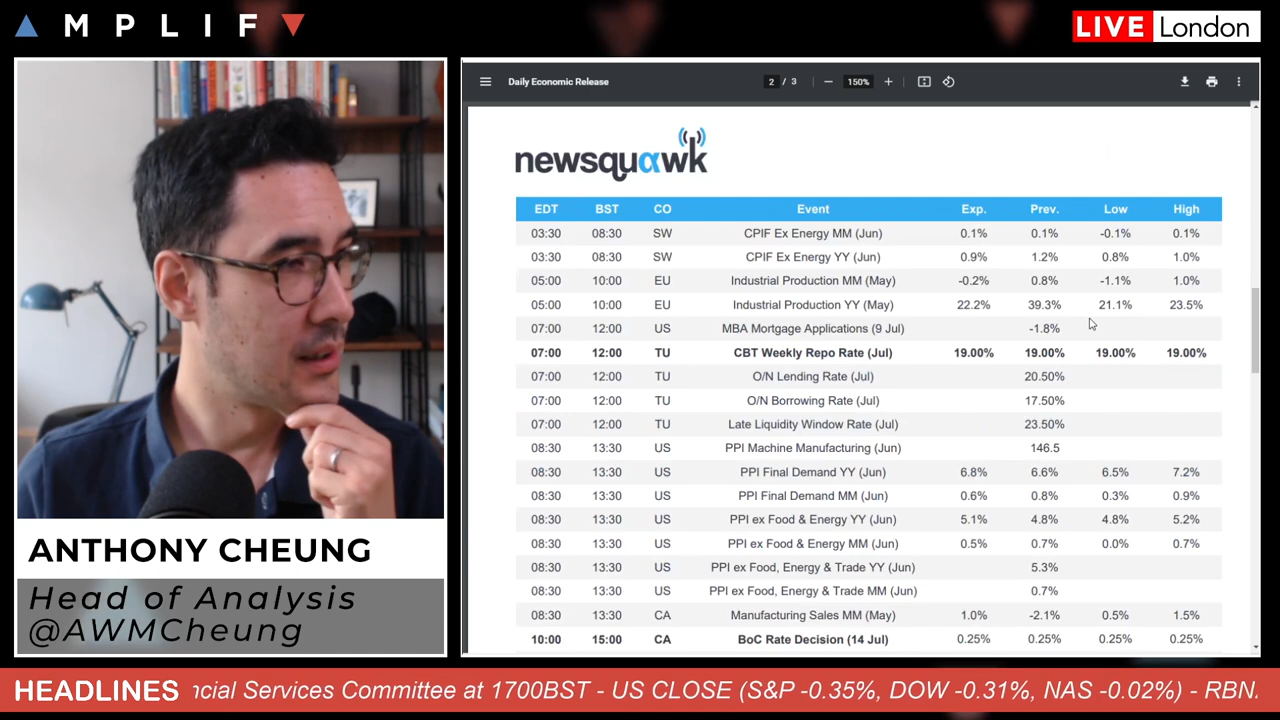 AMPLIFY
LIVE London
Daily Economic Release
2 / 3
150%
newsquawk
EDT BST CO Event Exp. Prev. Low High
03:30 08:30 SW CPIF Ex Energy MM (Jun) 0.1% 0.1% -0.1% 0.1%
03:30 08:30 SW CPIF Ex Energy YY (Jun) 0.9% 1.2% 0.8% 1.0%
05:00 10:00 EU Industrial Production MM (May) -0.2% 0.8% -1.1% 1.0%
05:00 10:00 EU Industrial Production YY (May) 22.2% 39.3% 21.1% 23.5%
07:00 12:00 US MBA Mortgage Applications (9 Jul) -1.8%
07:00 12:00 TU CBT Weekly Repo Rate (Jul) 19.00% 19.00% 19.00% 19.00%
07:00 12:00 TU O/N Lending Rate (Jul) 20.50%
07:00 12:00 TU O/N Borrowing Rate (Jul) 17.50%
07:00 12:00 TU Late Liquidity Window Rate (Jul) 23.50%
08:30 13:30 US PPI Machine Manufacturing (Jun) 146.5
08:30 13:30 US PPI Final Demand YY (Jun) 6.8% 6.6% 6.5% 7.2%
08:30 13:30 US PPI Final Demand MM (Jun) 0.6% 0.8% 0.3% 0.9%
08:30 13:30 US PPI ex Food & Energy YY (Jun) 5.1% 4.8% 4.8% 5.2%
08:30 13:30 US PPI ex Food & Energy MM (Jun) 0.5% 0.7% 0.0% 0.7%
08:30 13:30 US PPI ex Food, Energy & Trade YY (Jun) 5.3%
08:30 13:30 US PPI ex Food, Energy & Trade MM (Jun) 0.7%
08:30 13:30 CA Manufacturing Sales MM (May) 1.0% -2.1% 0.5% 1.5%
10:00 15:00 CA BoC Rate Decision (14 Jul) 0.25% 0.25% 0.25% 0.25%
ANTHONY CHEUNG
Head of Analysis
@AWMCheung
HEADLINES ncial Services Committee at 1700BST - US CLOSE (S&P -0.35%, DOW -0.31%, NAS -0.02%) - RBN.